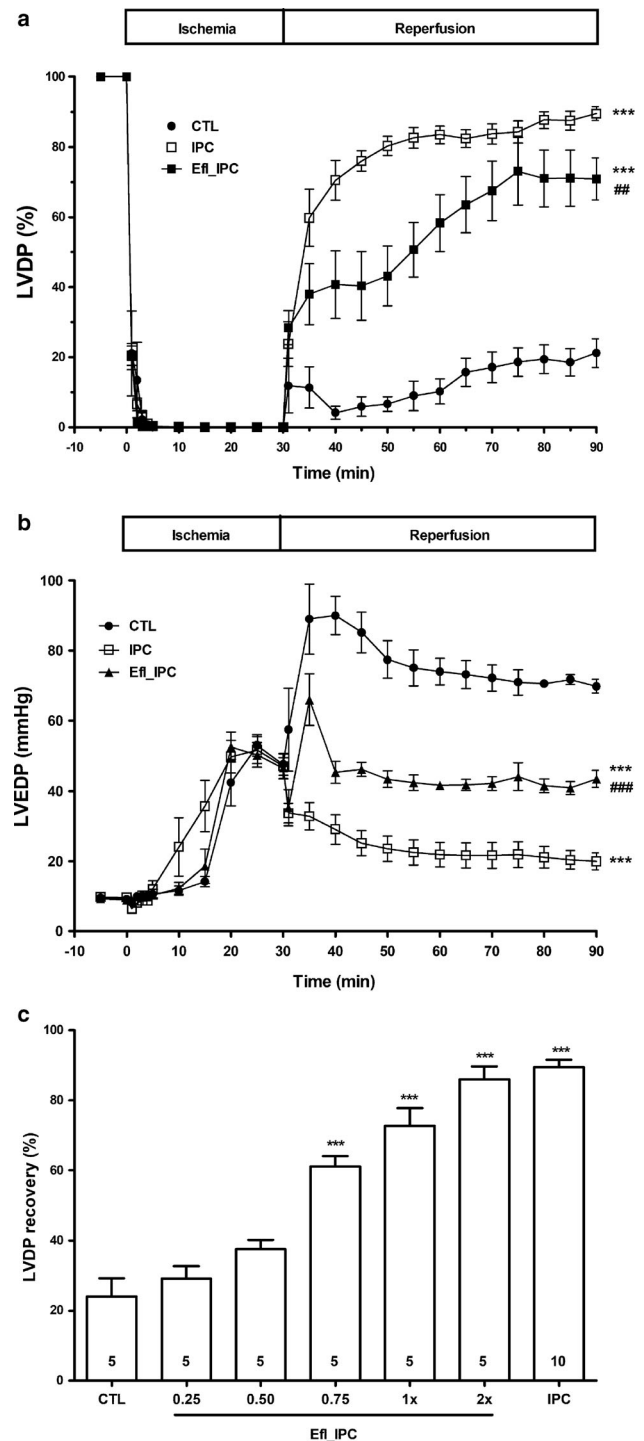 a
Ischemia Reperfusion
100
80
60
40
20
0
LVDP (%)
CTL
IPC
Efl_IPC
***
***
##
-10 0 10 20 30 40 50 60 70 80 90
Time (min)
b
Ischemia Reperfusion
100
80
60
40
20
0
LVEDP (mmHg)
CTL
IPC
Efl_IPC
***
###
***
-10 0 10 20 30 40 50 60 70 80 90
Time (min)
c
100
80
60
40
20
0
LVDP recovery (%)
*** *** *** ***
5 5 5 5 5 5 10
CTL 0.25 0.50 0.75 1x 2x IPC
Efl_IPC